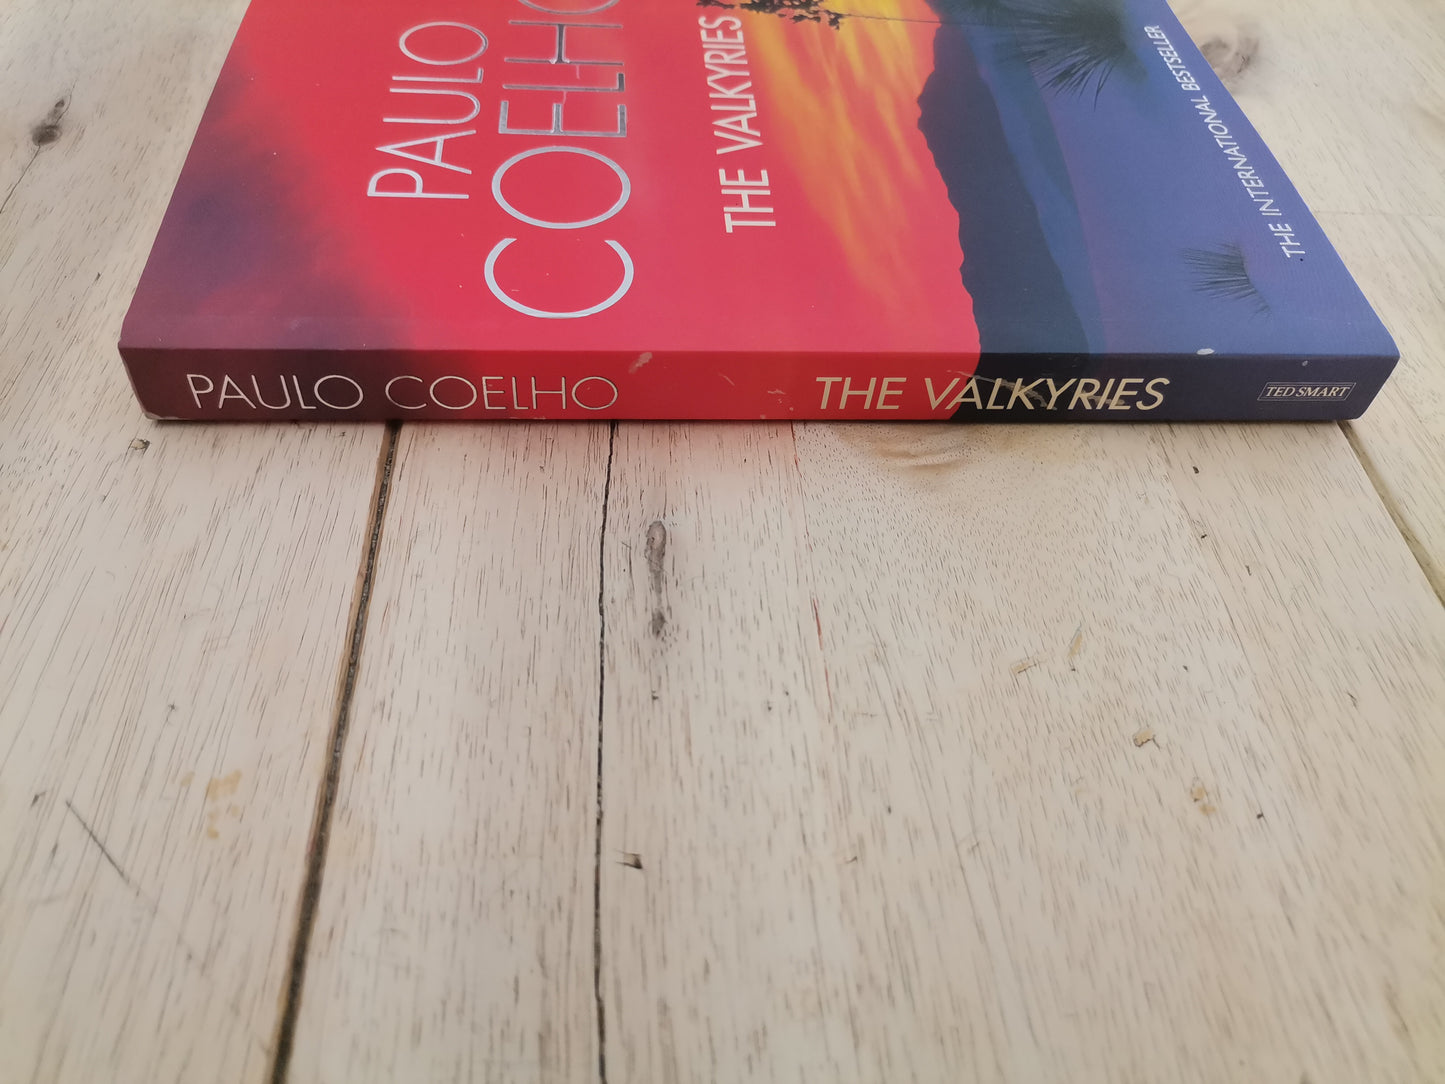 PAULO
COELHO
THE VALKYRIES
THE INTERNATIONAL BESTSELLER
PAULO COELHO
THE VALKYRIES
TED SMART